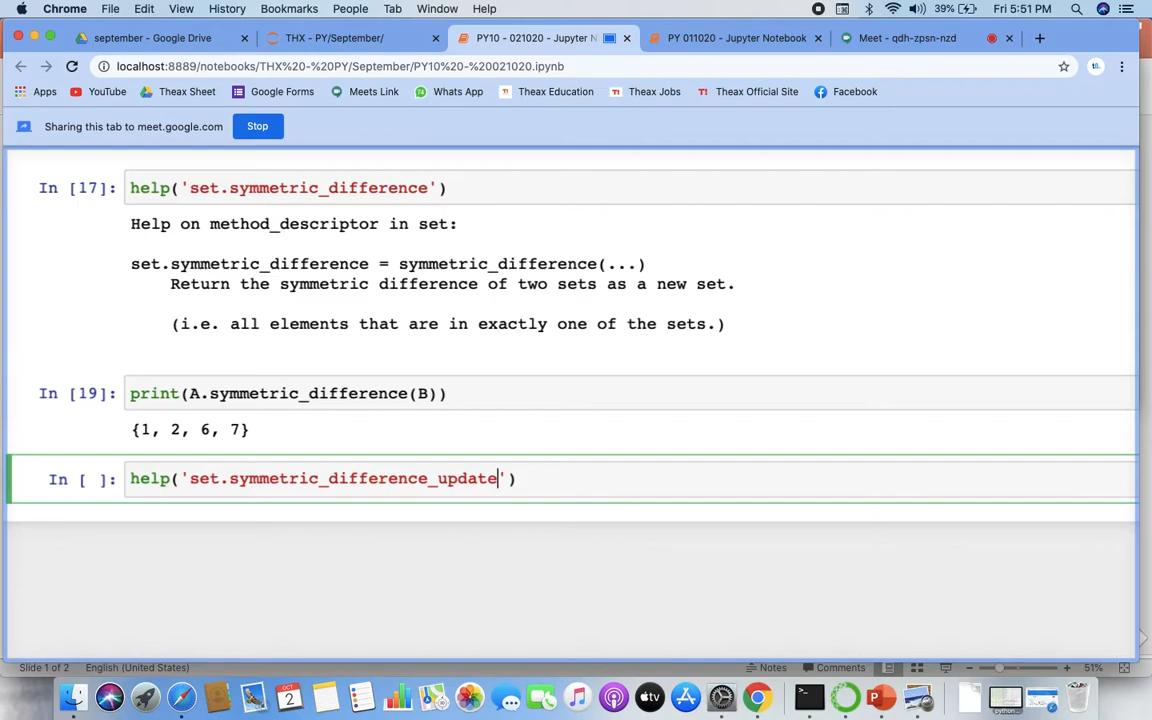 Chrome File Edit View History Bookmarks People Tab Window Help 39% Fri 5:51 PM
september - Google Drive THX - PY/September/ PY10 - 021020 - Jupyter N PY 011020 - Jupyter Notebook Meet - qdh-zpsn-nzd
localhost:8889/notebooks/THX%20-%20PY/September/PY10%20-%20021020.ipynb
Apps YouTube Theax Sheet Google Forms Meets Link Whats App Theax Education Theax Jobs Theax Official Site Facebook
Sharing this tab to meet.google.com Stop
In [17]: help('set.symmetric_difference')
Help on method_descriptor in set:
set.symmetric_difference = symmetric_difference(...)
Return the symmetric difference of two sets as a new set.
(i.e. all elements that are in exactly one of the sets.)
In [19]: print(A.symmetric_difference(B))
{1, 2, 6, 7}
In [ ]: help('set.symmetric_difference_update')
Slide 1 of 2 English (United States) Notes Comments 51%